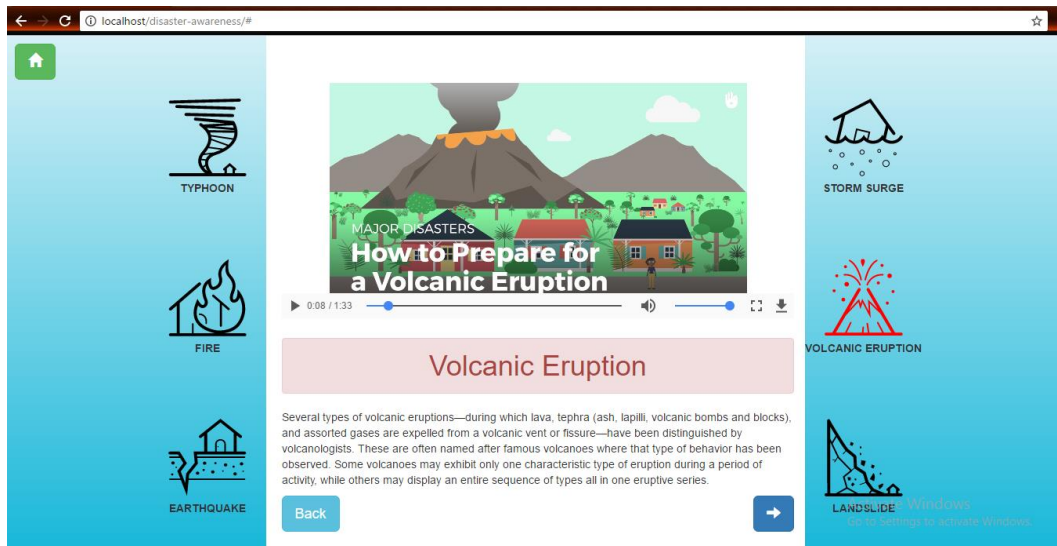 localhost/disaster-awareness/#
TYPHOON
FIRE
EARTHQUAKE
MAJOR DISASTERS
How to Prepare for
a Volcanic Eruption
0:08 / 1:33
Volcanic Eruption
Several types of volcanic eruptions—during which lava, tephra (ash, lapilli, volcanic bombs and blocks),
and assorted gases are expelled from a volcanic vent or fissure—have been distinguished by
volcanologists. These are often named after famous volcanoes where that type of behavior has been
observed. Some volcanoes may exhibit only one characteristic type of eruption during a period of
activity, while others may display an entire sequence of types all in one eruptive series.
Back
STORM SURGE
VOLCANIC ERUPTION
LANDSLIDE
Activate Windows
Go to Settings to activate Windows.